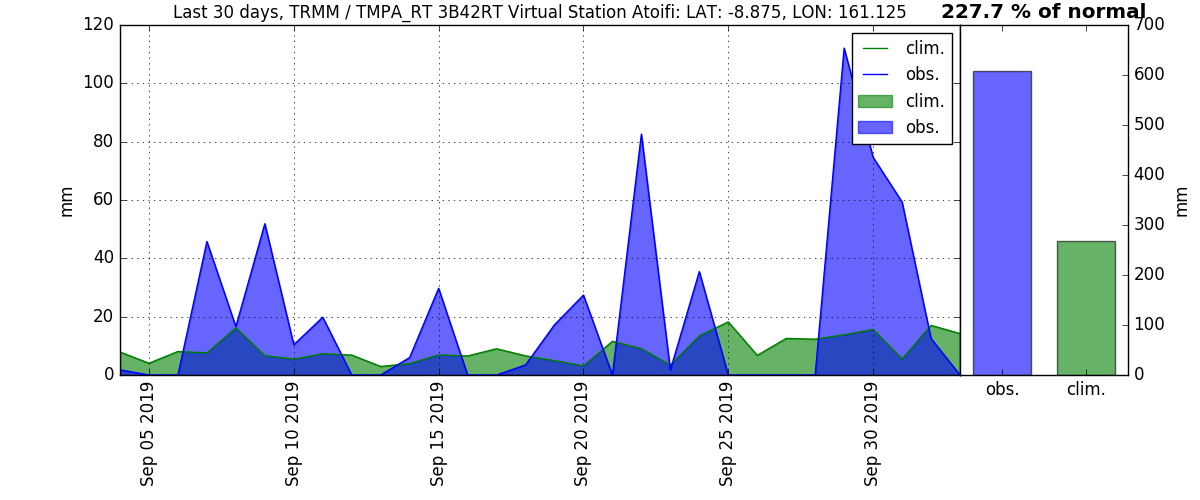 Last 30 days, TRMM / TMPA_RT 3B42RT Virtual Station Atoifi: LAT: -8.875, LON: 161.125
227.7 % of normal
120
100
80
60
40
20
0
mm
clim.
obs.
clim.
obs.
Sep 05 2019
Sep 10 2019
Sep 15 2019
Sep 20 2019
Sep 25 2019
Sep 30 2019
700
600
500
400
300
200
100
0
mm
obs.
clim.